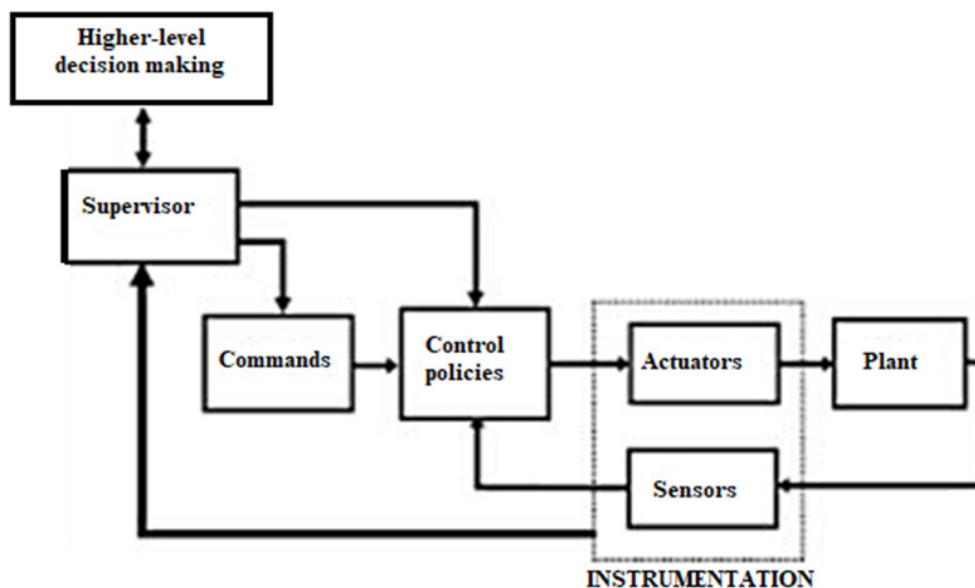 Higher-level
decision making
Supervisor
Commands
Control
policies
Actuators
Plant
Sensors
INSTRUMENTATION